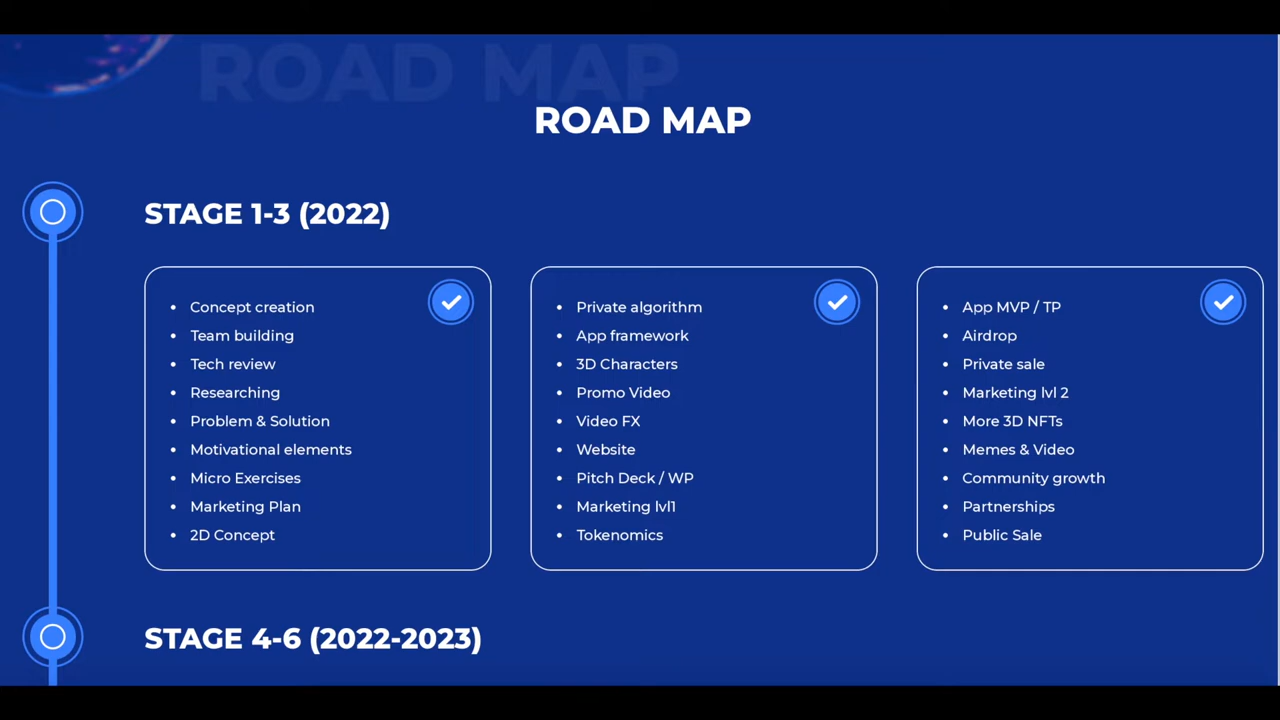 ROAD MAP
ROAD MAP
STAGE 1-3 (2022)
• Concept creation
• Team building
• Tech review
• Researching
• Problem & Solution
• Motivational elements
• Micro Exercises
• Marketing Plan
• 2D Concept
• Private algorithm
• App framework
• 3D Characters
• Promo Video
• Video FX
• Website
• Pitch Deck / WP
• Marketing lvl1
• Tokenomics
• App MVP / TP
• Airdrop
• Private sale
• Marketing lvl 2
• More 3D NFTs
• Memes & Video
• Community growth
• Partnerships
• Public Sale
STAGE 4-6 (2022-2023)